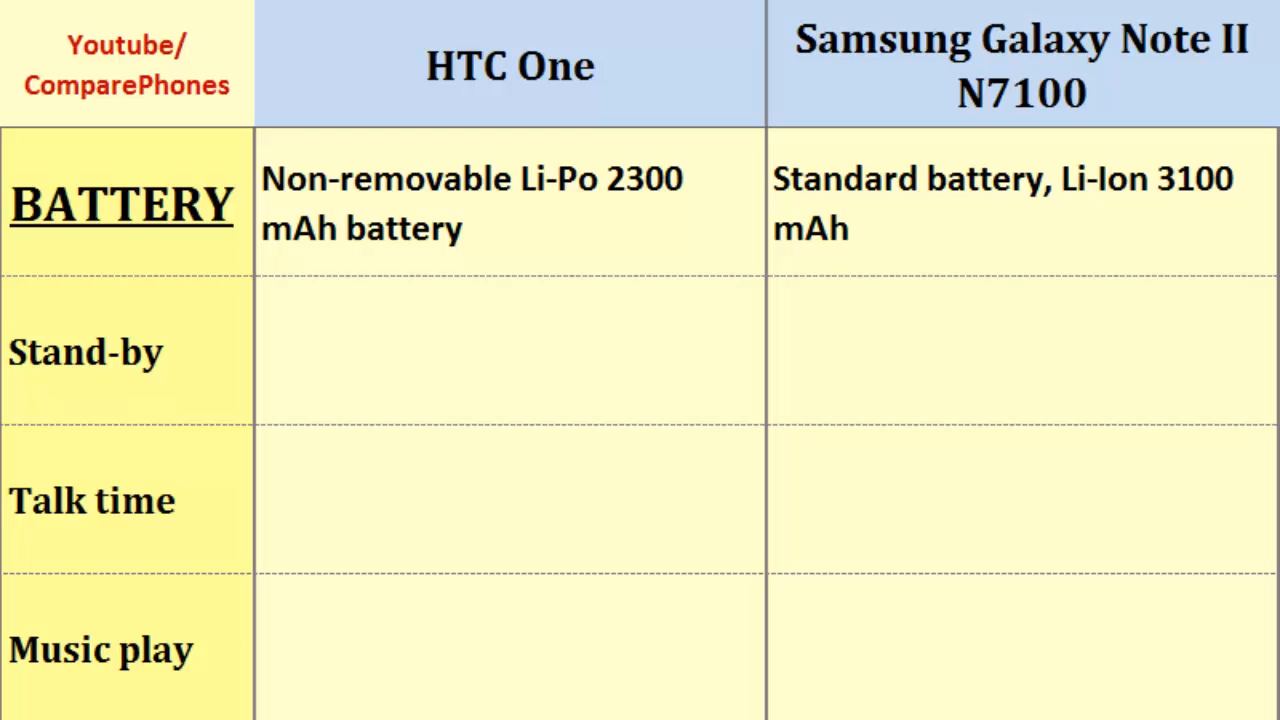 Youtube/
ComparePhones
HTC One
Samsung Galaxy Note II
N7100
BATTERY
Non-removable Li-Po 2300
mAh battery
Standard battery, Li-Ion 3100
mAh
Stand-by
Talk time
Music play